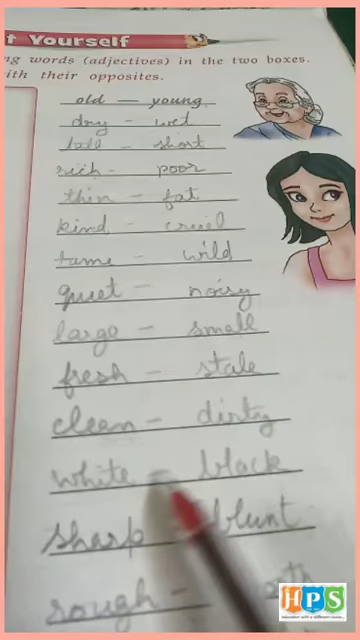 t Yourself
ng words (adjectives) in the two boxes.
ith their opposites.
old — young
dry - wet
tall - short
rich - poor
thin - fat
kind - cruel
tame - wild
quiet - noisy
large - small
fresh - stale
clean - dirty
white - black
sharp - blunt
rough -
HPS